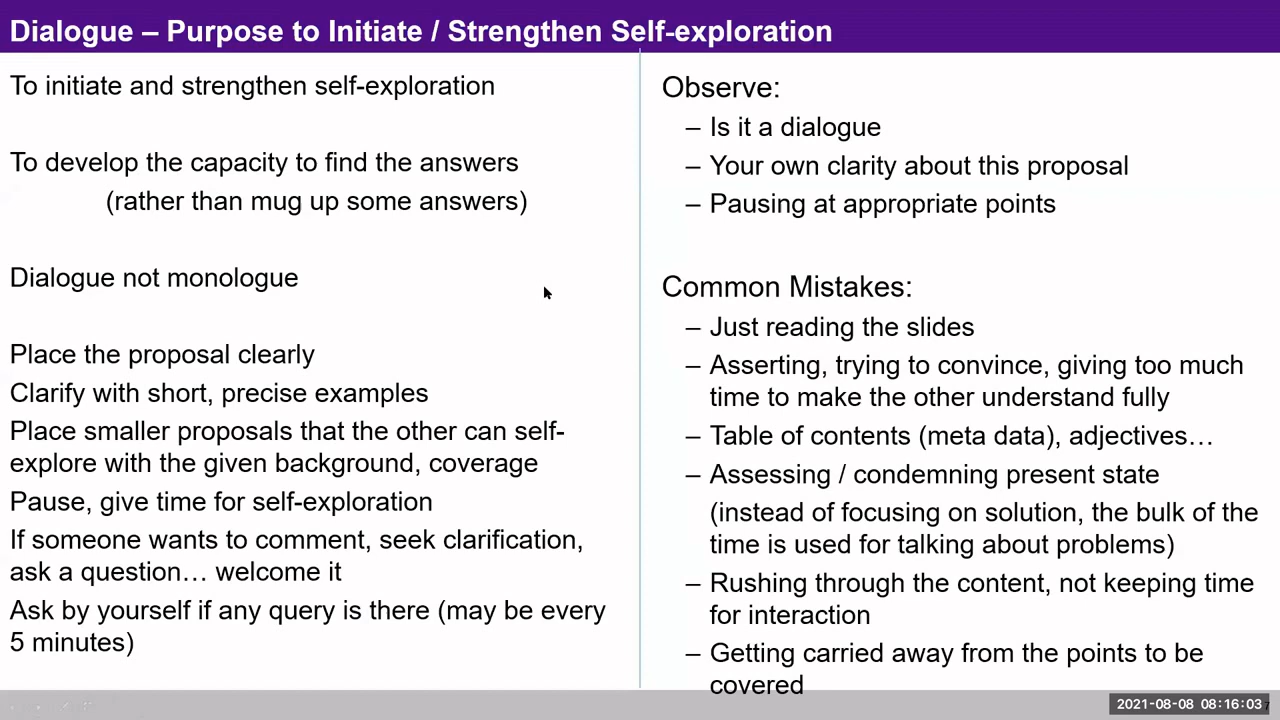 Dialogue – Purpose to Initiate / Strengthen Self-exploration
To initiate and strengthen self-exploration
To develop the capacity to find the answers
(rather than mug up some answers)
Dialogue not monologue
Place the proposal clearly
Clarify with short, precise examples
Place smaller proposals that the other can self-
explore with the given background, coverage
Pause, give time for self-exploration
If someone wants to comment, seek clarification,
ask a question… welcome it
Ask by yourself if any query is there (may be every
5 minutes)
Observe:
– Is it a dialogue
– Your own clarity about this proposal
– Pausing at appropriate points
Common Mistakes:
– Just reading the slides
– Asserting, trying to convince, giving too much
time to make the other understand fully
– Table of contents (meta data), adjectives…
– Assessing / condemning present state
(instead of focusing on solution, the bulk of the
time is used for talking about problems)
– Rushing through the content, not keeping time
for interaction
– Getting carried away from the points to be
covered
2021-08-08 08:16:03
7